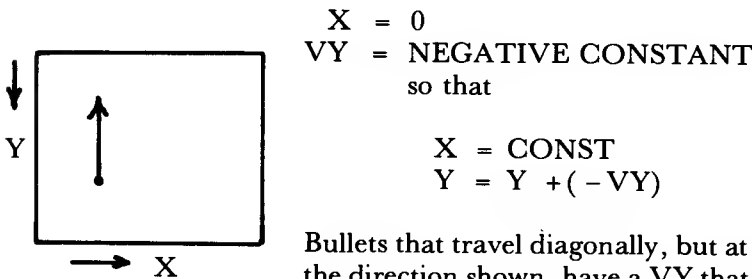 X = 0
VY = NEGATIVE CONSTANT
so that
Y
X = CONST
Y = Y +( –VY)
X
Bullets that travel diagonally, but at
the direction shown, have a VY that